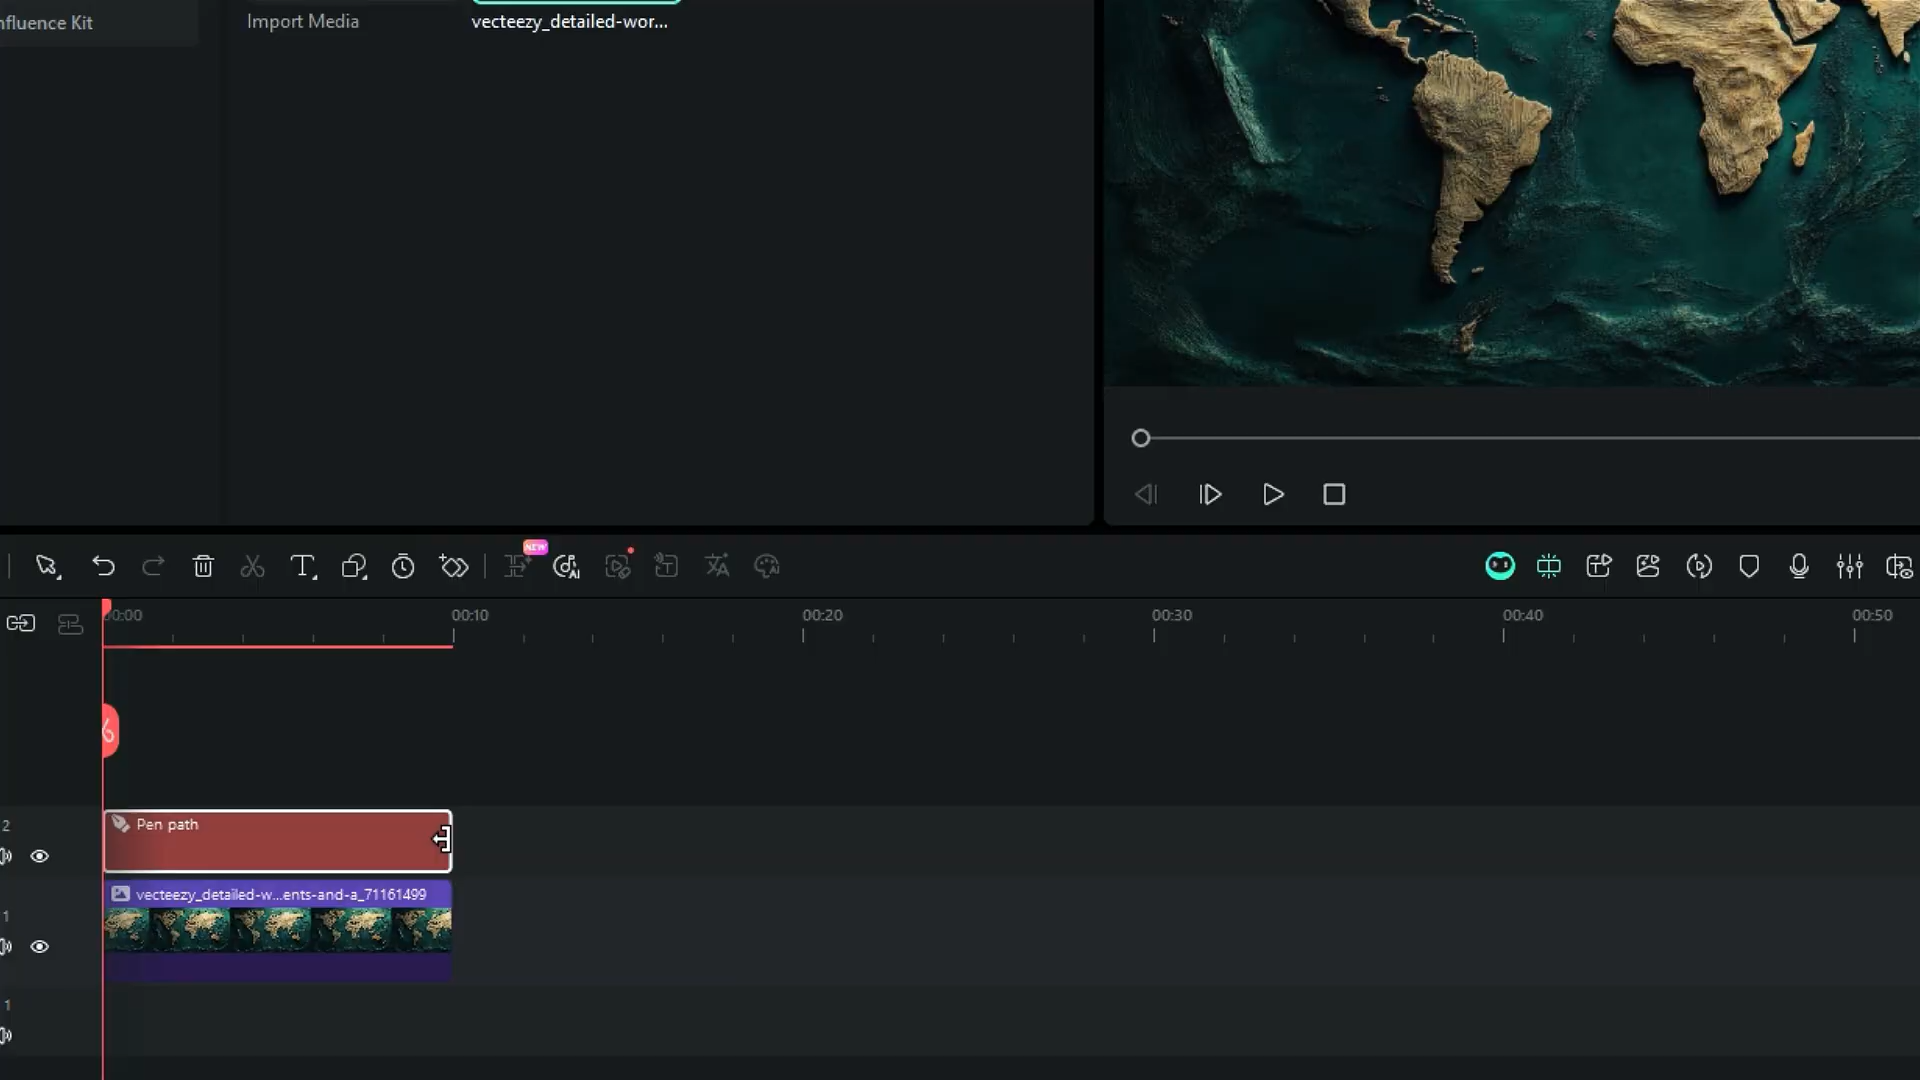 nfluence Kit
Import Media
vecteezy_detailed-wor...
NEW
0:00
00:10
00:20
00:30
00:40
00:50
2
Pen path
vecteezy_detailed-w...ents-and-a_71161499
1
1